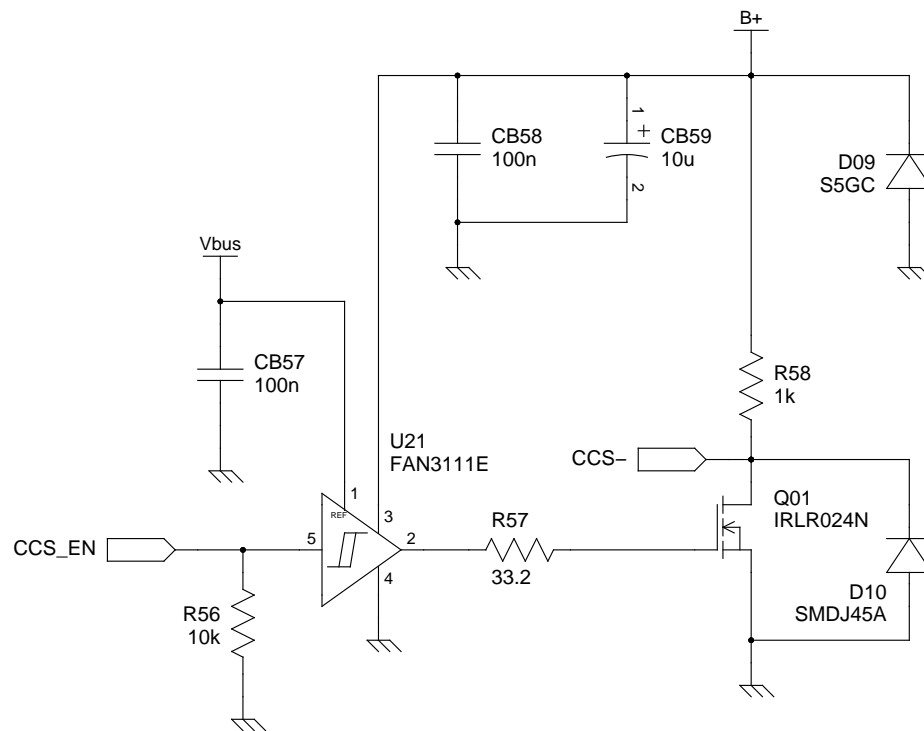 B+
1
CB58
100n
CB59
10u
2
D09
S5GC
Vbus
CB57
100n
R58
1k
U21
FAN3111E
CCS–
1
REF
3
Q01
IRLR024N
R57
CCS_EN
5
2
4
33.2
R56
10k
D10
SMDJ45A